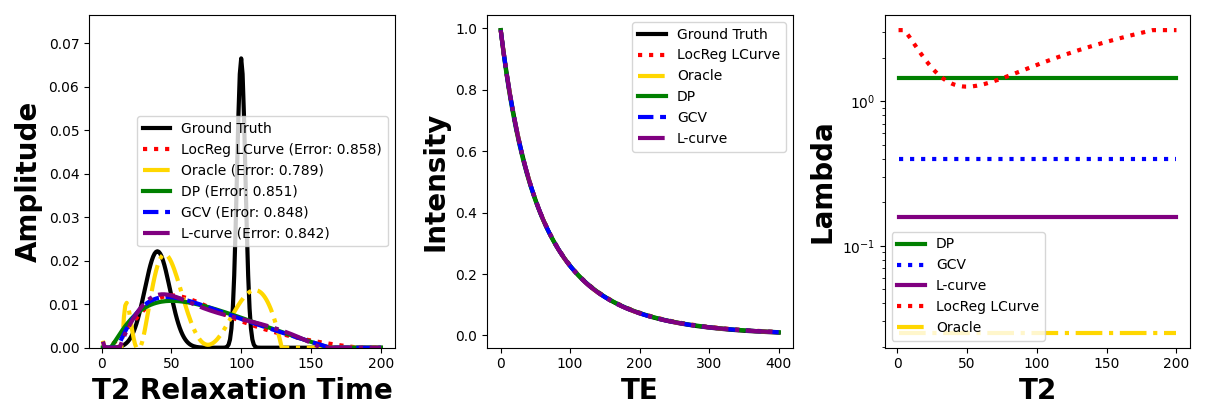 Amplitude
0.07
0.06
0.05
0.04
0.03
0.02
0.01
0.00
Ground Truth
LocReg LCurve (Error: 0.858)
Oracle (Error: 0.789)
DP (Error: 0.851)
GCV (Error: 0.848)
L-curve (Error: 0.842)
0 50 100 150 200
T2 Relaxation Time
Intensity
1.0
0.8
0.6
0.4
0.2
0.0
Ground Truth
LocReg LCurve
Oracle
DP
GCV
L-curve
0 100 200 300 400
TE
Lambda
10⁰
10⁻¹
DP
GCV
L-curve
LocReg LCurve
Oracle
0 50 100 150 200
T2